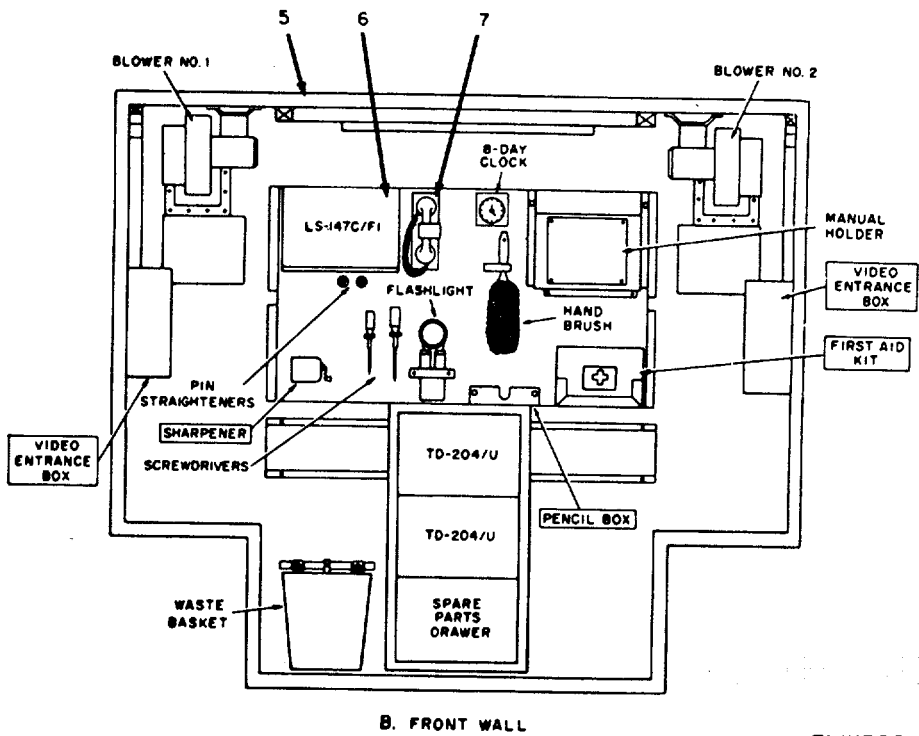 5
6
7
BLOWER NO. 1
BLOWER NO. 2
8-DAY
CLOCK
LS-147C/FI
MANUAL
HOLDER
FLASHLIGHT
VIDEO
ENTRANCE
BOX
HAND
BRUSH
FIRST AID
KIT
PIN
STRAIGHTENERS
SHARPENER
VIDEO
ENTRANCE
BOX
SCREWDRIVERS
TD-204/U
PENCIL BOX
TD-204/U
WASTE
BASKET
SPARE
PARTS
DRAWER
B. FRONT WALL